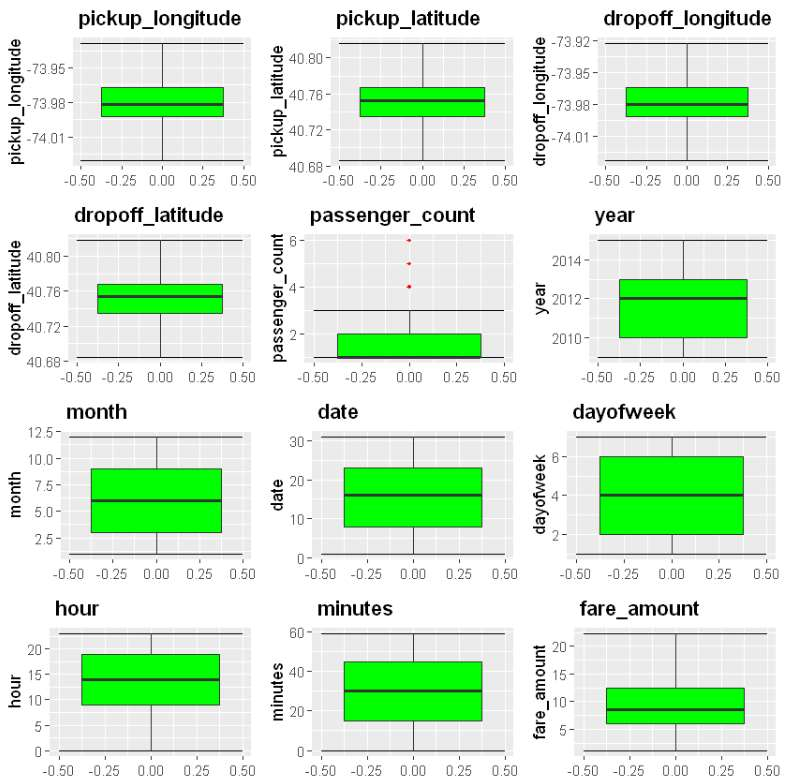 pickup_longitude
pickup_longitude
-73.95
-73.98
-74.01
-0.50 -0.25 0.00 0.25 0.50
pickup_latitude
pickup_latitude
40.80
40.76
40.72
40.68
-0.50 -0.25 0.00 0.25 0.50
dropoff_longitude
dropoff_longitude
-73.92
-73.95
-73.98
-74.01
-0.50 -0.25 0.00 0.25 0.50
dropoff_latitude
dropoff_latitude
40.80
40.76
40.72
40.68
-0.50 -0.25 0.00 0.25 0.50
passenger_count
passenger_count
6
4
2
-0.50 -0.25 0.00 0.25 0.50
year
year
2014
2012
2010
-0.50 -0.25 0.00 0.25 0.50
month
month
12.5
10.0
7.5
5.0
2.5
-0.50 -0.25 0.00 0.25 0.50
date
date
30
20
10
0
-0.50 -0.25 0.00 0.25 0.50
dayofweek
dayofweek
6
4
2
-0.50 -0.25 0.00 0.25 0.50
hour
hour
20
15
10
5
0
-0.50 -0.25 0.00 0.25 0.50
minutes
minutes
60
40
20
0
-0.50 -0.25 0.00 0.25 0.50
fare_amount
fare_amount
20
15
10
5
-0.50 -0.25 0.00 0.25 0.50